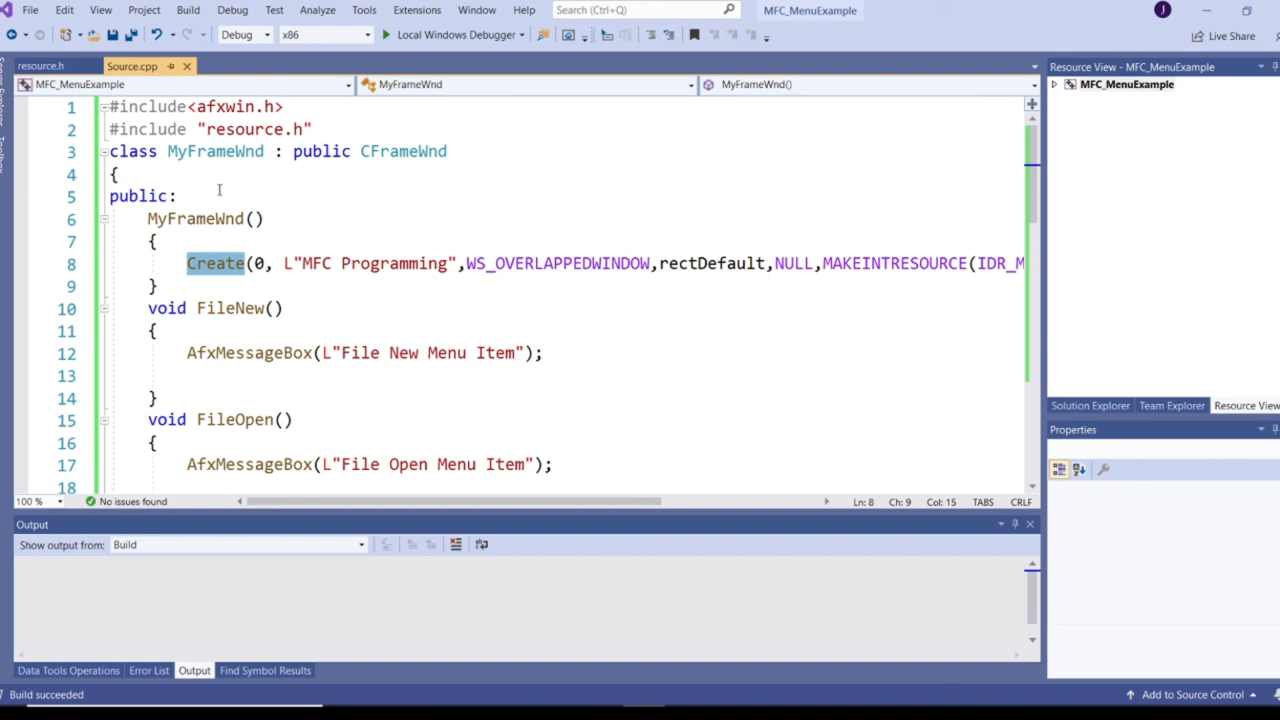 File Edit View Project Build Debug Test Analyze Tools Extensions Window Help Search (Ctrl+Q) MFC_MenuExample J
Debug x86 Local Windows Debugger Live Share
resource.h Source.cpp
MFC_MenuExample MyFrameWnd MyFrameWnd()
1 #include<afxwin.h>
2 #include "resource.h"
3 class MyFrameWnd : public CFrameWnd
4 {
5 public:
6 MyFrameWnd()
7 {
8 Create(0, L"MFC Programming",WS_OVERLAPPEDWINDOW,rectDefault,NULL,MAKEINTRESOURCE(IDR_M
9 }
10 void FileNew()
11 {
12 AfxMessageBox(L"File New Menu Item");
13
14 }
15 void FileOpen()
16 {
17 AfxMessageBox(L"File Open Menu Item");
18
100 % No issues found Ln: 8 Ch: 9 Col: 15 TABS CRLF
Output
Show output from: Build
Data Tools Operations Error List Output Find Symbol Results
Build succeeded Add to Source Control
Resource View - MFC_MenuExample
MFC_MenuExample
Solution Explorer Team Explorer Resource View
Properties
Toolbox